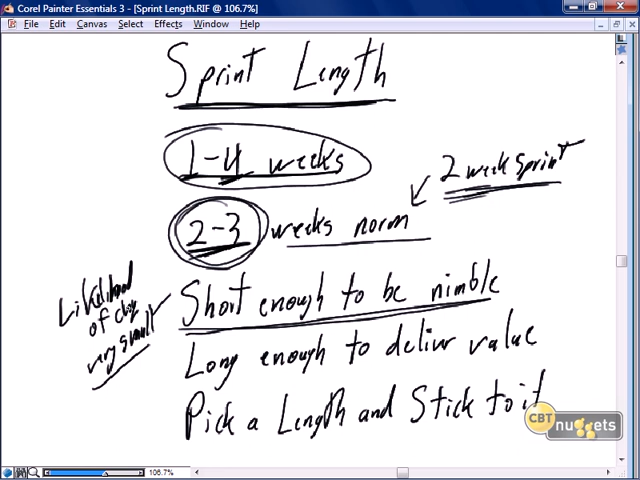 Corel Painter Essentials 3 - [Sprint Length.RIF @ 106.7%]
File Edit Canvas Select Effects Window Help
Sprint Length
1-4 weeks
2 week sprint
2-3 weeks norm
Likelihood
of chg
very small
Short enough to be nimble
Long enough to deliver value
Pick a Length and Stick to it
CBT nuggets
106.7%